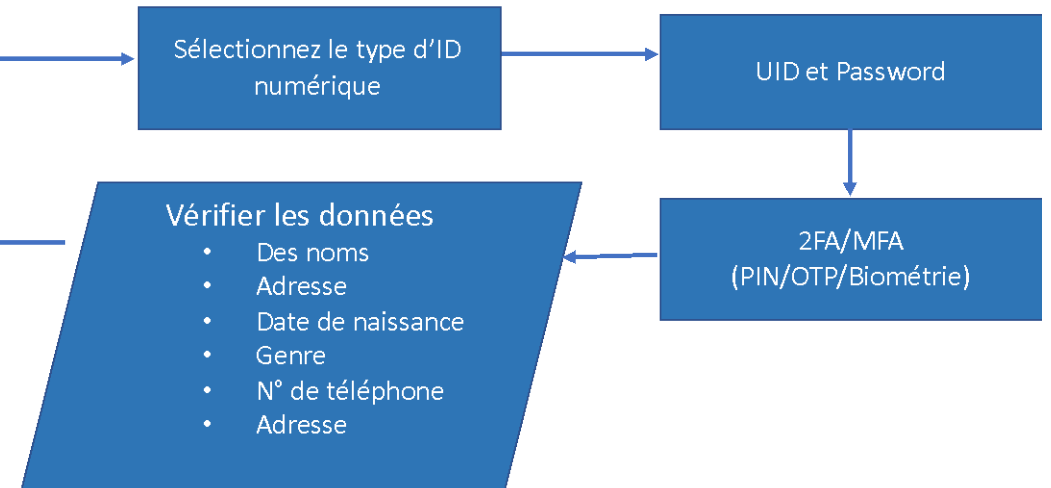 Sélectionnez le type d’ID
numérique
UID et Password
2FA/MFA
(PIN/OTP/Biométrie)
Vérifier les données
• Des noms
• Adresse
• Date de naissance
• Genre
• N° de téléphone
• Adresse